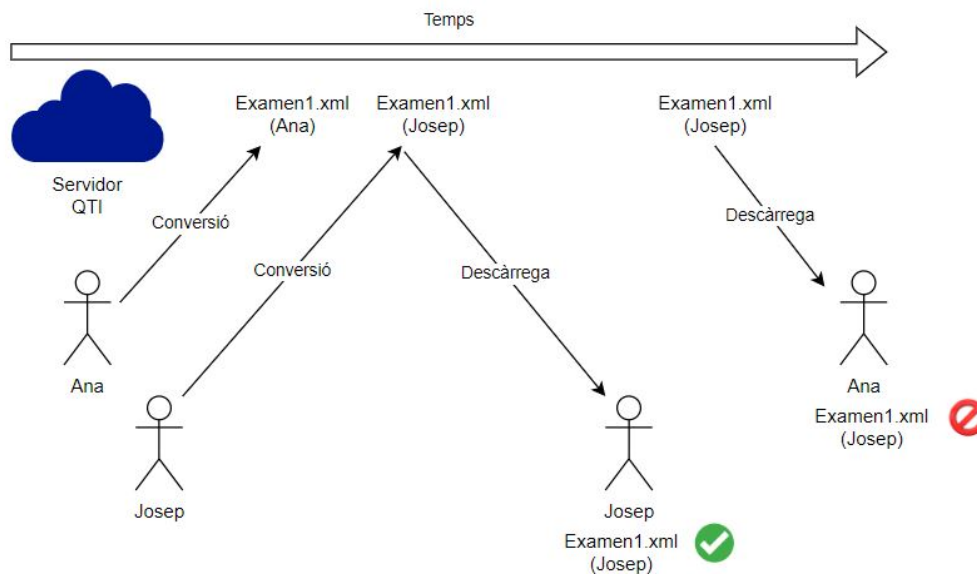 Temps
Examen1.xml
(Ana)
Examen1.xml
(Josep)
Examen1.xml
(Josep)
Servidor
QTI
Conversió
Descàrrega
Conversió
Descàrrega
Ana
Ana
Examen1.xml
(Josep)
Josep
Josep
Examen1.xml
(Josep)